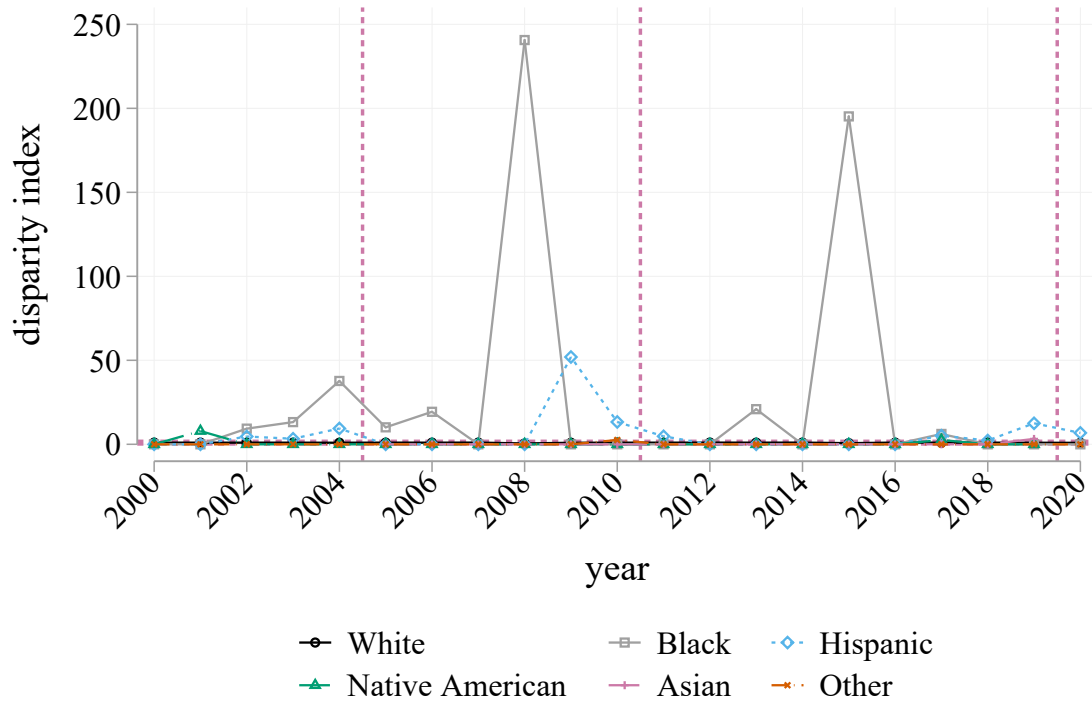 disparity index
250
200
150
100
50
0
2000 2002 2004 2006 2008 2010 2012 2014 2016 2018 2020
year
White Black Hispanic
Native American Asian Other